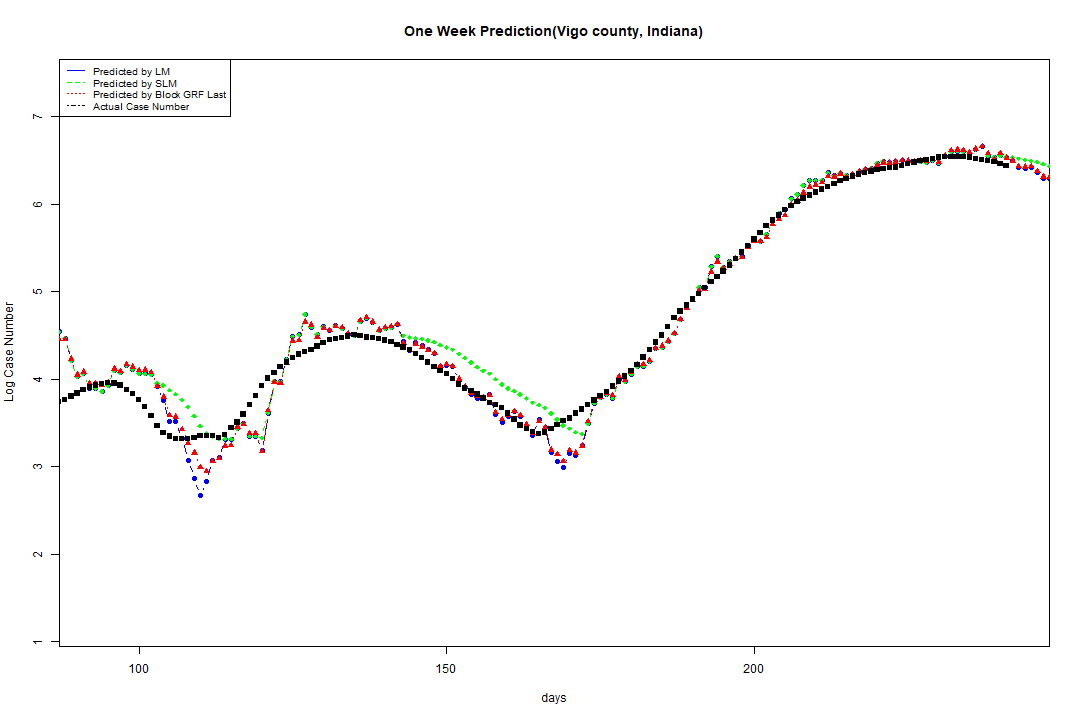 One Week Prediction(Vigo county, Indiana)
Predicted by LM
Predicted by SLM
Predicted by Block GRF Last
Actual Case Number
7
6
5
4
3
2
1
Log Case Number
100 150 200
days